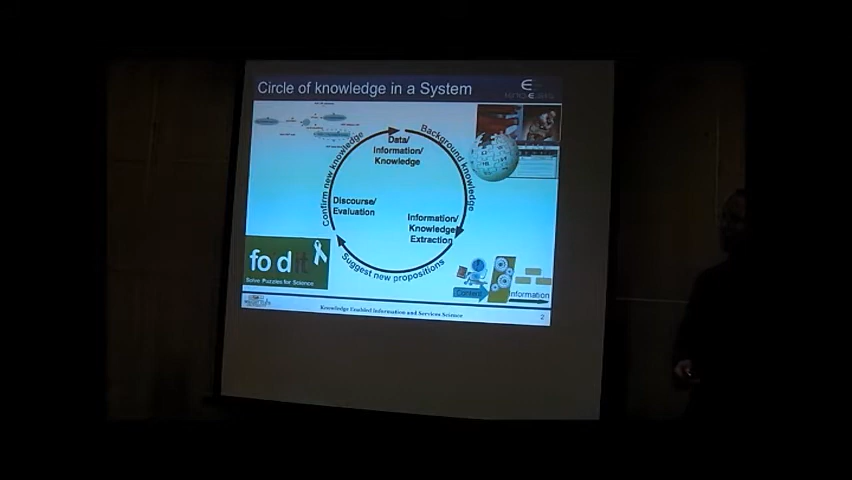 Circle of knowledge in a System
Data/
Information/
Knowledge
Background knowledge
Confirm new knowledge
Discourse/
Evaluation
Information/
Knowledge
Extraction
Suggest new propositions
fo d it
Solve Puzzles for Science
Content
Information
Knowledge Enabled Information and Services Science
2